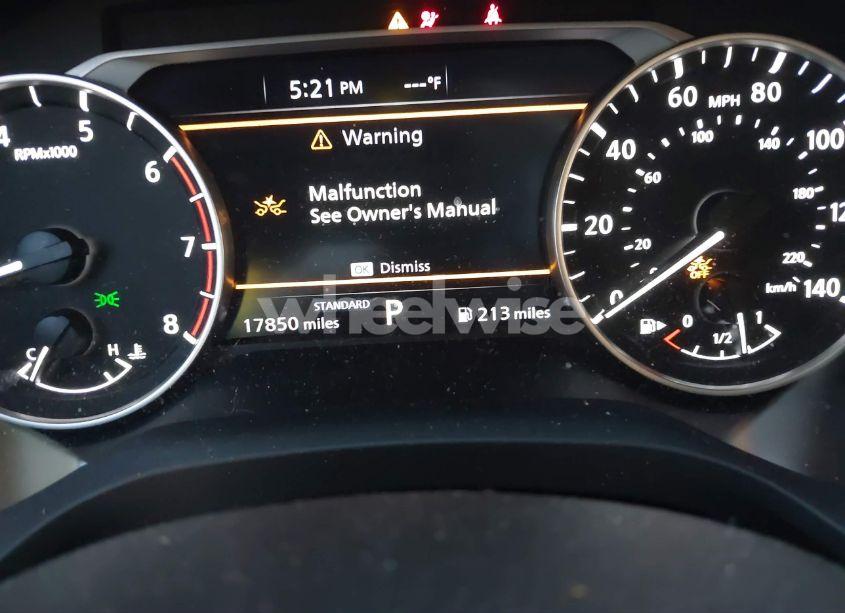 5:21 PM ---°F
Warning
Malfunction
See Owner's Manual
OK Dismiss
STANDARD
17850 miles
P
213 miles
wheelwise
4 5 6 7 8
RPMx1000
C H
0 20 40 60 80 100 12 140
MPH
20 60 100 140 180 220
km/h
OFF
0 1/2 1